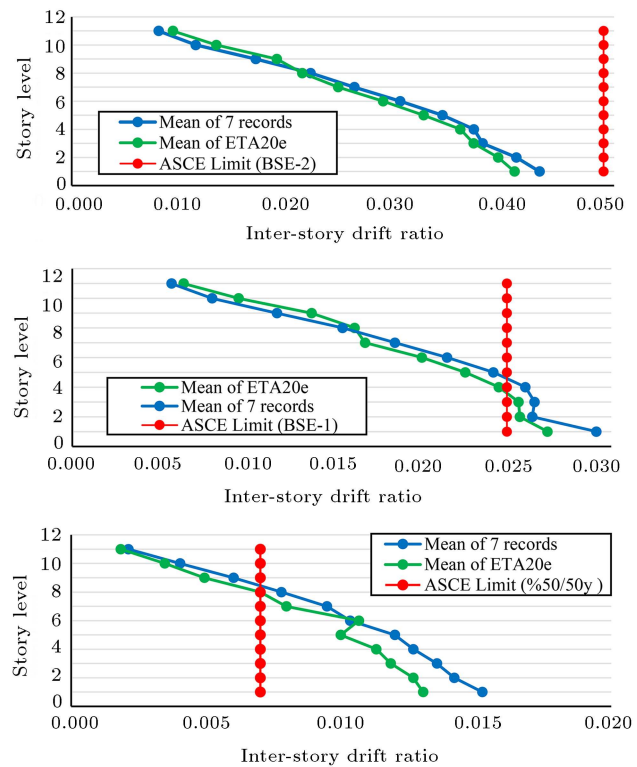 12
10
8
6
4
2
0
Story level
Mean of 7 records
Mean of ETA20e
ASCE Limit (BSE-2)
0.000 0.010 0.020 0.030 0.040 0.050
Inter-story drift ratio
12
10
8
6
4
2
0
Story level
Mean of ETA20e
Mean of 7 records
ASCE Limit (BSE-1)
0.000 0.005 0.010 0.015 0.020 0.025 0.030
Inter-story drift ratio
12
10
8
6
4
2
0
Story level
Mean of 7 records
Mean of ETA20e
ASCE Limit (%50/50y )
0.000 0.005 0.010 0.015 0.020
Inter-story drift ratio